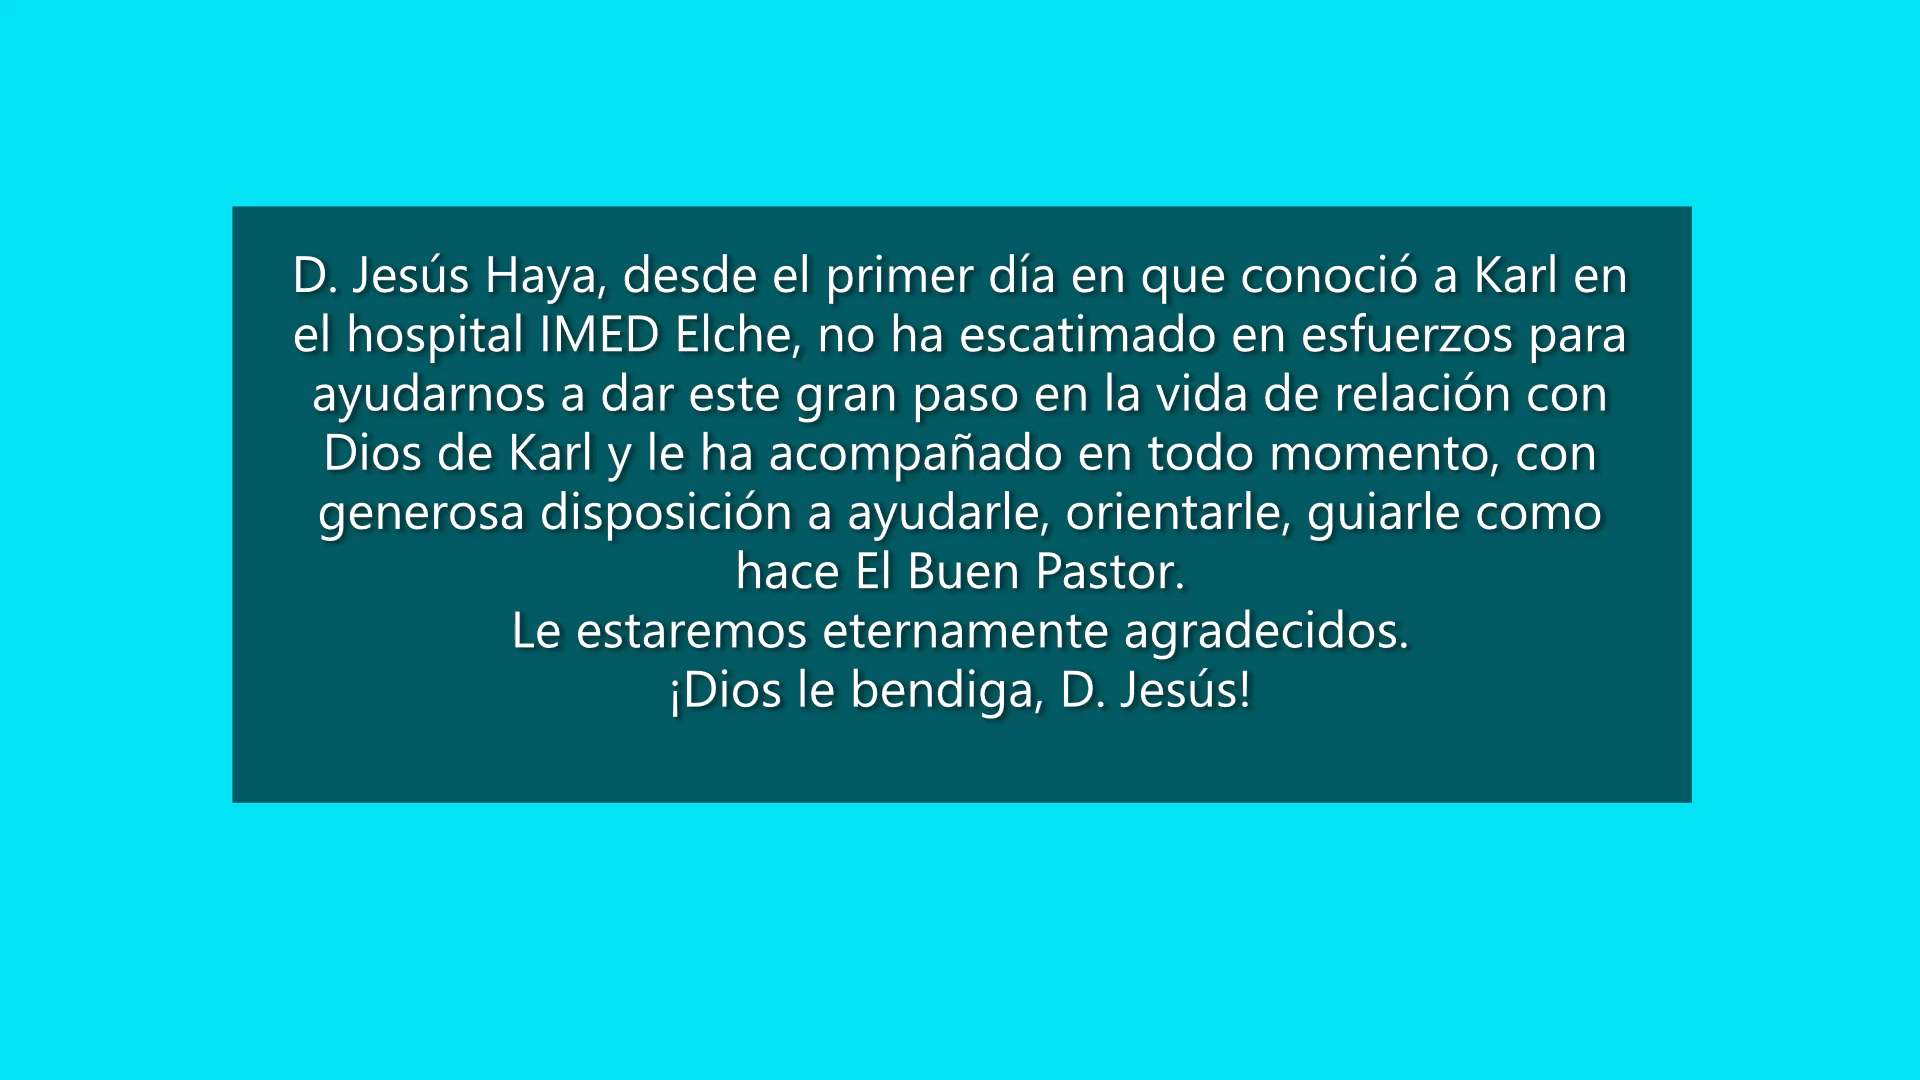 D. Jesús Haya, desde el primer día en que conoció a Karl en
el hospital IMED Elche, no ha escatimado en esfuerzos para
ayudarnos a dar este gran paso en la vida de relación con
Dios de Karl y le ha acompañado en todo momento, con
generosa disposición a ayudarle, orientarle, guiarle como
hace El Buen Pastor.
Le estaremos eternamente agradecidos.
¡Dios le bendiga, D. Jesús!